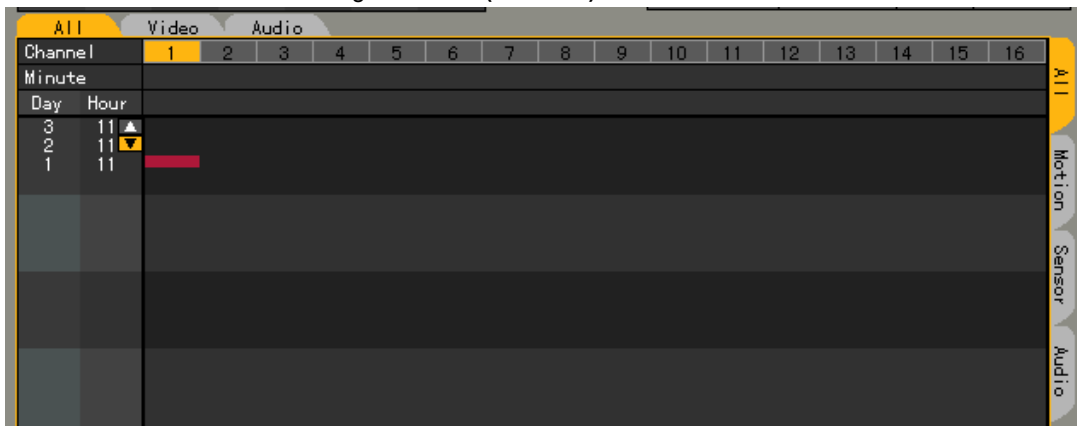 All Video Audio
Channel 1 2 3 4 5 6 7 8 9 10 11 12 13 14 15 16
Minute
Day Hour
3 11
2 11
1 11
All
Motion
Sensor
Audio